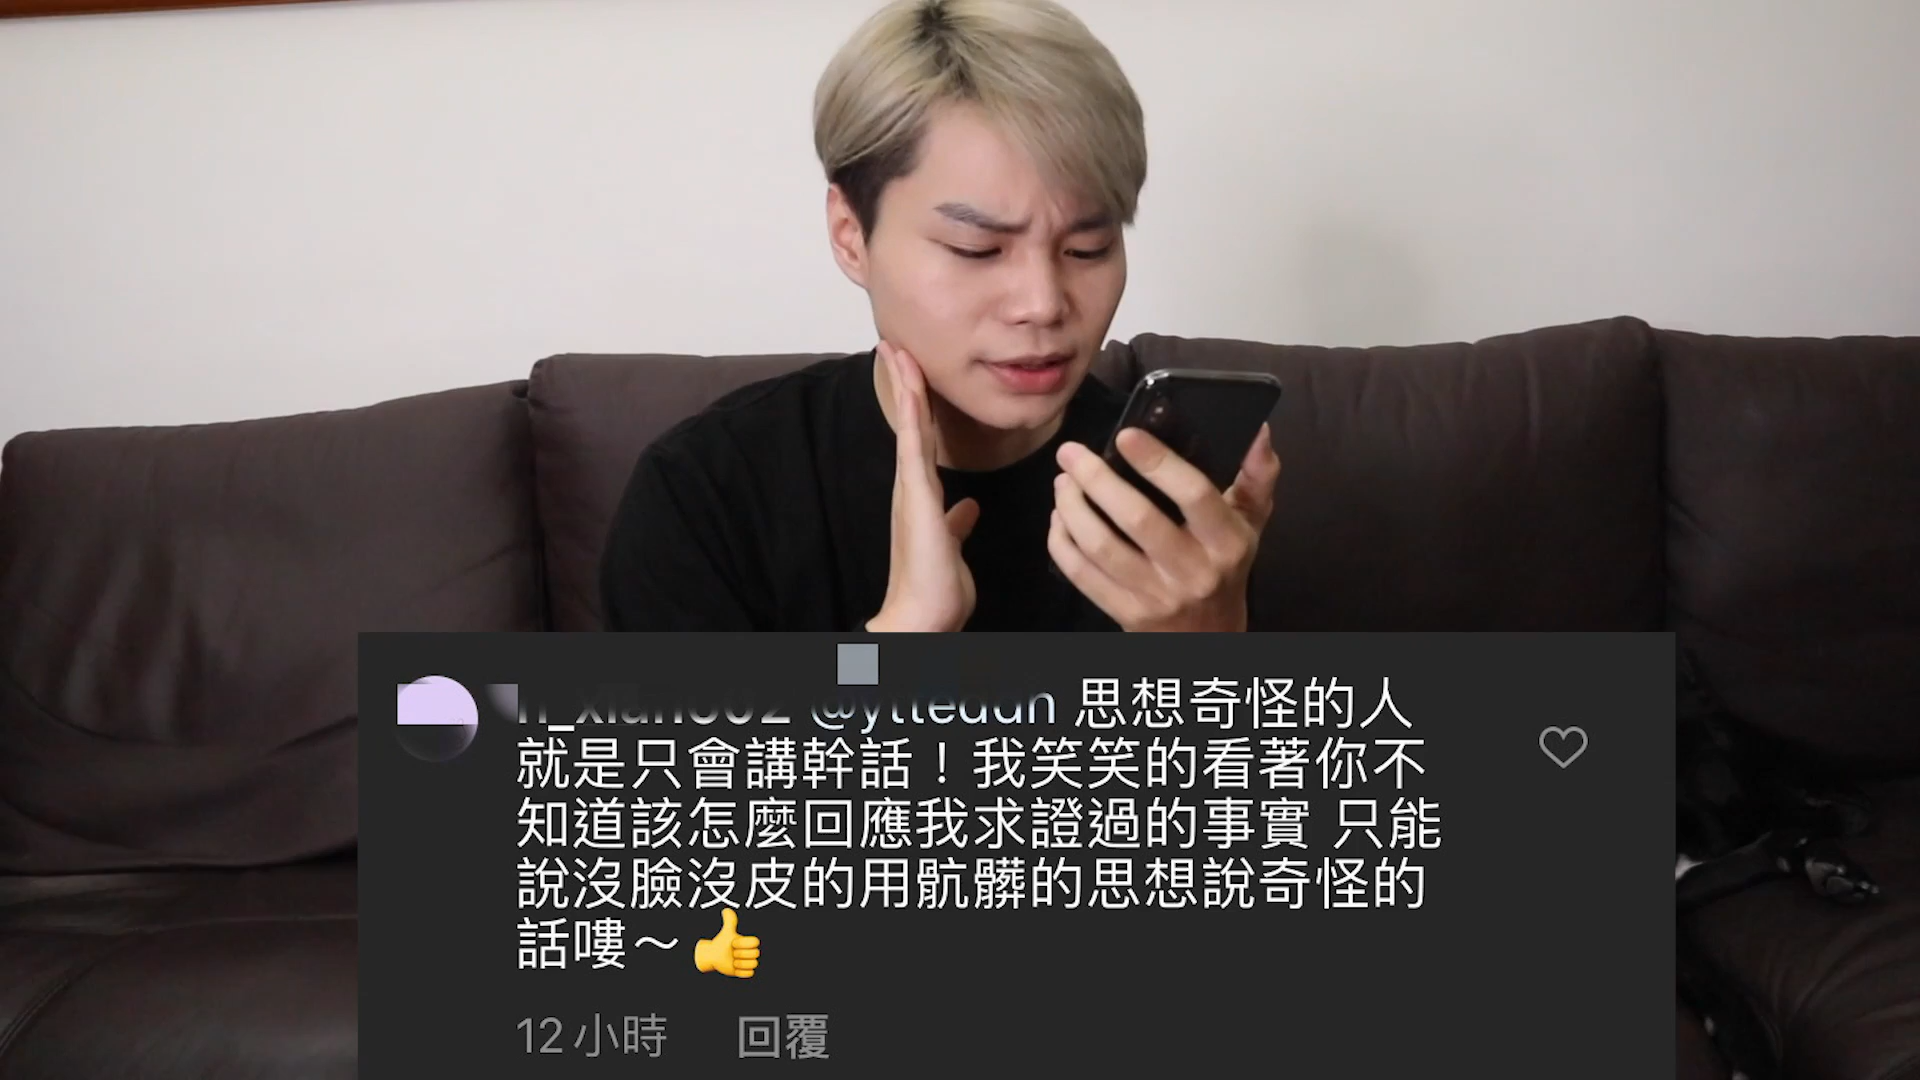 思想奇怪的人
就是只會講幹話！我笑笑的看著你不
知道該怎麼回應我求證過的事實 只能
說沒臉沒皮的用骯髒的思想說奇怪的
話嘍～👍
12小時 回覆